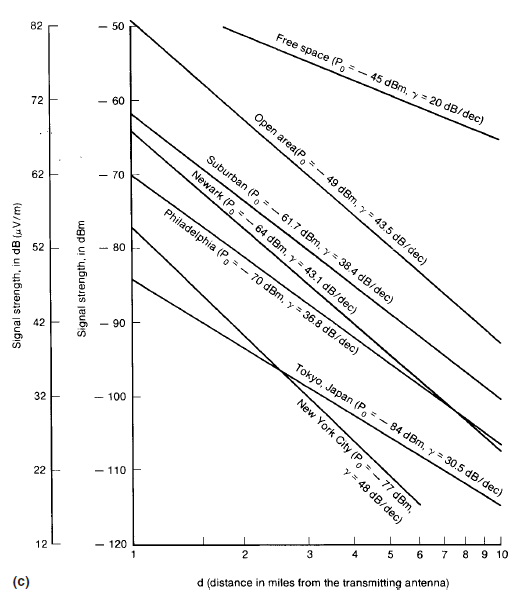 82
72
62
52
42
32
22
12
Signal strength, in dB (μV/m)
– 50
– 60
– 70
– 80
– 90
– 100
– 110
– 120
Signal strength, in dBm
Free space (P₀ = – 45 dBm, γ = 20 dB/dec)
Open area(P₀ = – 49 dBm, γ = 43.5 dB/dec)
Suburban (P₀ = – 61.7 dBm, γ = 38.4 dB/dec)
Newark (P₀ = – 64 dBm, γ = 43.1 dB/dec)
Philadelphia (P₀ = – 70 dBm, γ = 36.8 dB/dec)
Tokyo, Japan (P₀ = – 84 dBm, γ = 30.5 dB/dec)
New York City (P₀ = – 77 dBm,
γ = 48 dB/dec)
1 2 3 4 5 6 7 8 9 10
(c)
d (distance in miles from the transmitting antenna)